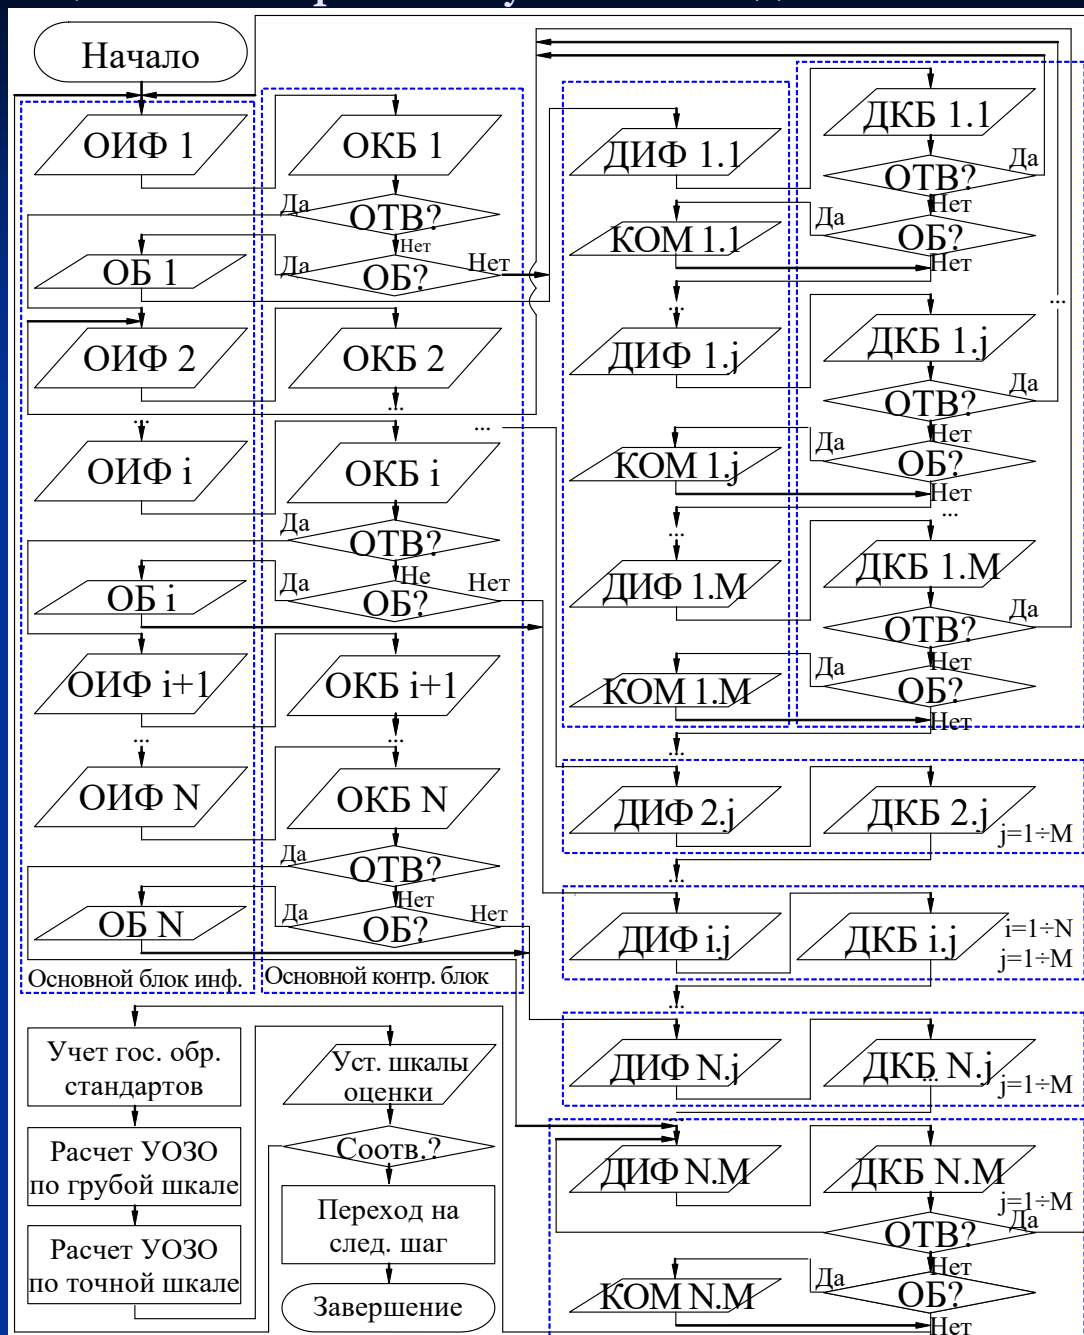 Начало
ОИФ 1
ОКБ 1
Да
ОТВ?
Нет
ОБ 1
Да
ОБ?
Нет
ОИФ 2
ОКБ 2
...
...
...
ОИФ i
ОКБ i
Да
ОТВ?
Не
ОБ i
Да
ОБ?
Нет
ОИФ i+1
ОКБ i+1
...
...
ОИФ N
ОКБ N
Да
ОТВ?
Нет
ОБ N
Да
ОБ?
Нет
Основной блок инф.
Основной контр. блок
ДИФ 1.1
ДКБ 1.1
Да
ОТВ?
Нет
КОМ 1.1
Да
ОБ?
Нет
...
...
ДИФ 1.j
ДКБ 1.j
Да
ОТВ?
Нет
КОМ 1.j
Да
ОБ?
Нет
...
...
ДИФ 1.M
ДКБ 1.M
Да
ОТВ?
Нет
КОМ 1.M
Да
ОБ?
Нет
...
ДИФ 2.j
ДКБ 2.j
j=1÷M
...
ДИФ i.j
ДКБ i.j
i=1÷N
j=1÷M
...
ДИФ N.j
ДКБ N.j
...
j=1÷M
ДИФ N.M
ДКБ N.M
j=1÷M
Да
ОТВ?
Нет
КОМ N.M
Да
ОБ?
Нет
Учет гос. обр.
стандартов
Расчет УОЗО
по грубой шкале
Расчет УОЗО
по точной шкале
Уст. шкалы
оценки
Соотв.?
Переход на
след. шаг
Завершение